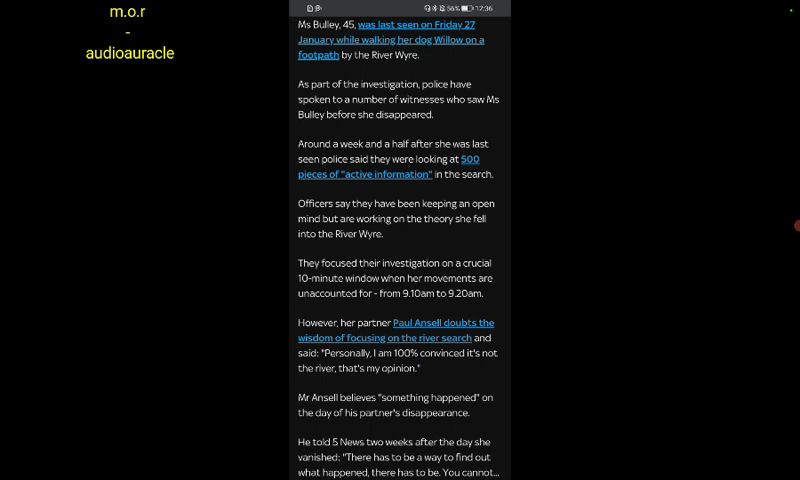 m.o.r
-
audioauracle
56% 12:36
Ms Bulley, 45, was last seen on Friday 27
January while walking her dog Willow on a
footpath by the River Wyre.
As part of the investigation, police have
spoken to a number of witnesses who saw Ms
Bulley before she disappeared.
Around a week and a half after she was last
seen police said they were looking at 500
pieces of "active information" in the search.
Officers say they have been keeping an open
mind but are working on the theory she fell
into the River Wyre.
They focused their investigation on a crucial
10-minute window when her movements are
unaccounted for - from 9.10am to 9.20am.
However, her partner Paul Ansell doubts the
wisdom of focusing on the river search and
said: "Personally, I am 100% convinced it's not
the river, that's my opinion."
Mr Ansell believes "something happened" on
the day of his partner's disappearance.
He told 5 News two weeks after the day she
vanished: "There has to be a way to find out
what happened, there has to be. You cannot...